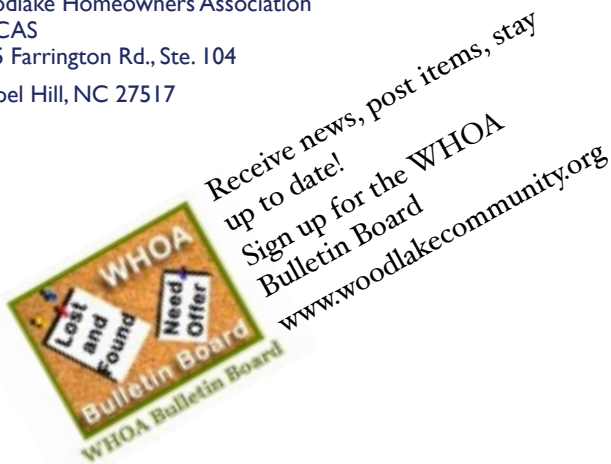 odlake Homeowners Association
CAS
5 Farrington Rd., Ste. 104
pel Hill, NC 27517
Receive news, post items, stay
up to date!
Sign up for the WHOA
Bulletin Board
www.woodlakecommunity.org
WHOA
Lost
and
Found
Need
Offer
Bulletin Board
WHOA Bulletin Board